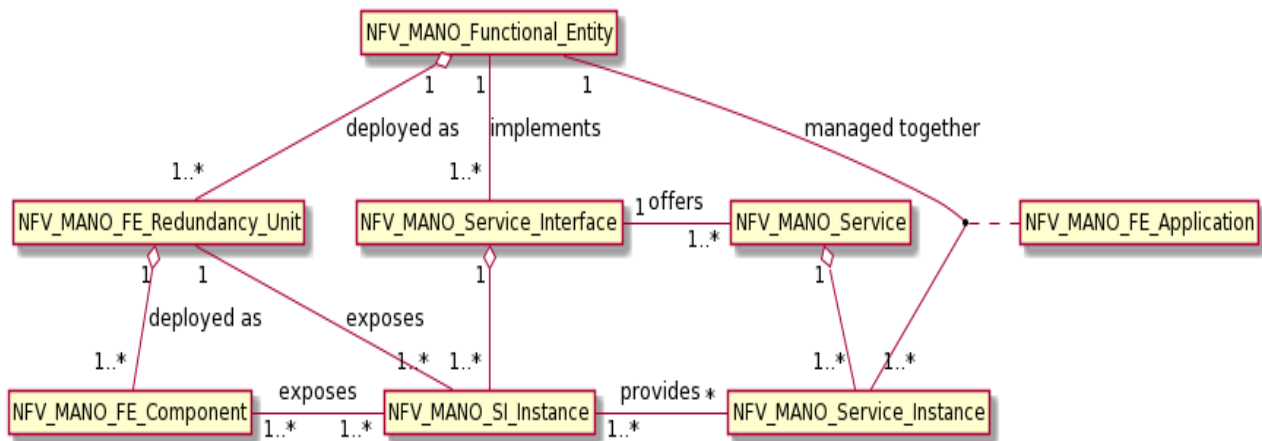 NFV_MANO_Functional_Entity
1 1 1
deployed as implements managed together
1..* 1..*
NFV_MANO_FE_Redundancy_Unit NFV_MANO_Service_Interface 1 offers 1..* NFV_MANO_Service NFV_MANO_FE_Application
1 1 1 1
deployed as exposes
1..* 1..* 1..* 1..* 1..*
NFV_MANO_FE_Component exposes 1..* 1..* NFV_MANO_SI_Instance provides * 1..* NFV_MANO_Service_Instance